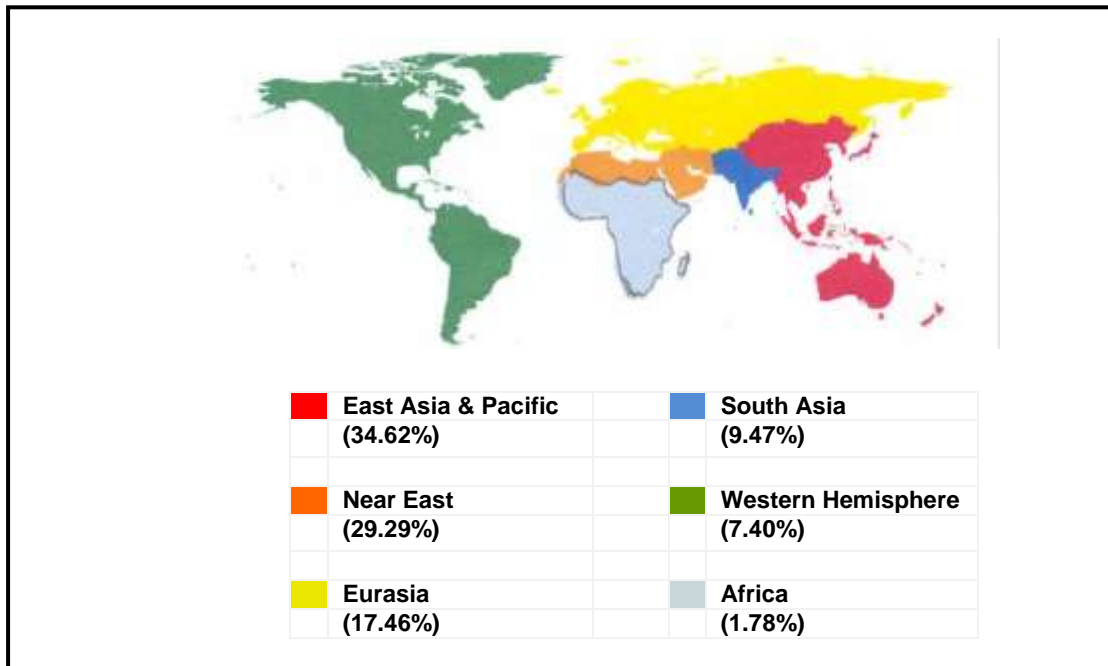 East Asia & Pacific
(34.62%)
South Asia
(9.47%)
Near East
(29.29%)
Western Hemisphere
(7.40%)
Eurasia
(17.46%)
Africa
(1.78%)